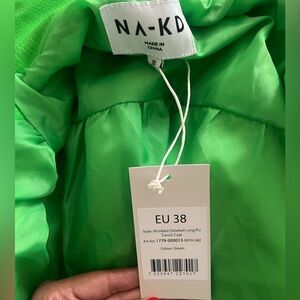 NA-KD
MADE IN
CHINA
EU 38
Style: Wrinkled Detailed Long PU
Trench Coat
Art No: 1779-000013-0010-582
Colour: Green